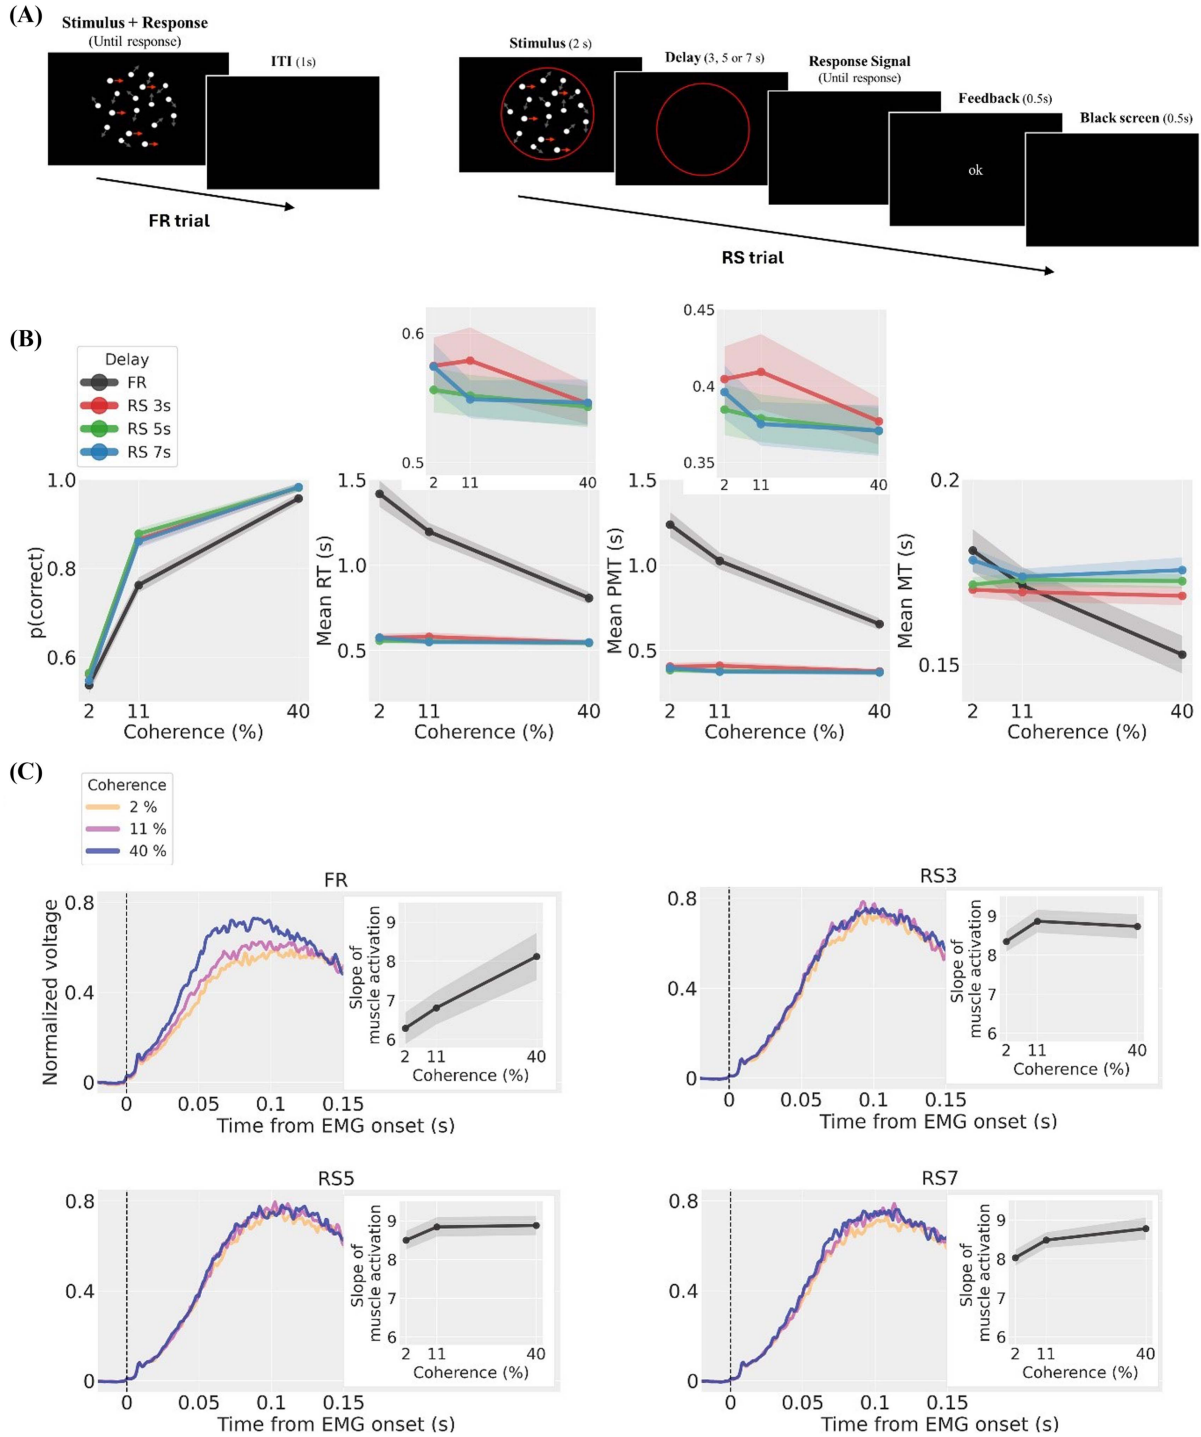 (A)
Stimulus + Response
(Until response)
ITI (1s)
FR trial
Stimulus (2 s)
Delay (3, 5 or 7 s)
Response Signal
(Until response)
Feedback (0.5s)
Black screen (0.5s)
ok
RS trial
(B)
Delay
FR
RS 3s
RS 5s
RS 7s
1.0
0.8
0.6
p(correct)
2 11 40
Coherence (%)
0.6
0.5
2 11 40
1.5
1.0
0.5
Mean RT (s)
2 11 40
Coherence (%)
0.45
0.4
0.35
2 11 40
1.5
1.0
0.5
Mean PMT (s)
2 11 40
Coherence (%)
0.2
0.15
Mean MT (s)
2 11 40
Coherence (%)
(C)
Coherence
2 %
11 %
40 %
FR
0.8
0.4
0
Normalized voltage
0 0.05 0.1 0.15
Time from EMG onset (s)
9
8
7
6
Slope of
muscle activation
2 11 40
Coherence (%)
RS3
0.8
0.4
0
0 0.05 0.1 0.15
Time from EMG onset (s)
9
8
7
6
Slope of
muscle activation
2 11 40
Coherence (%)
RS5
0.8
0.4
0
0 0.05 0.1 0.15
Time from EMG onset (s)
9
8
7
6
Slope of
muscle activation
2 11 40
Coherence (%)
RS7
0.8
0.4
0
0 0.05 0.1 0.15
Time from EMG onset (s)
9
8
7
6
Slope of
muscle activation
2 11 40
Coherence (%)